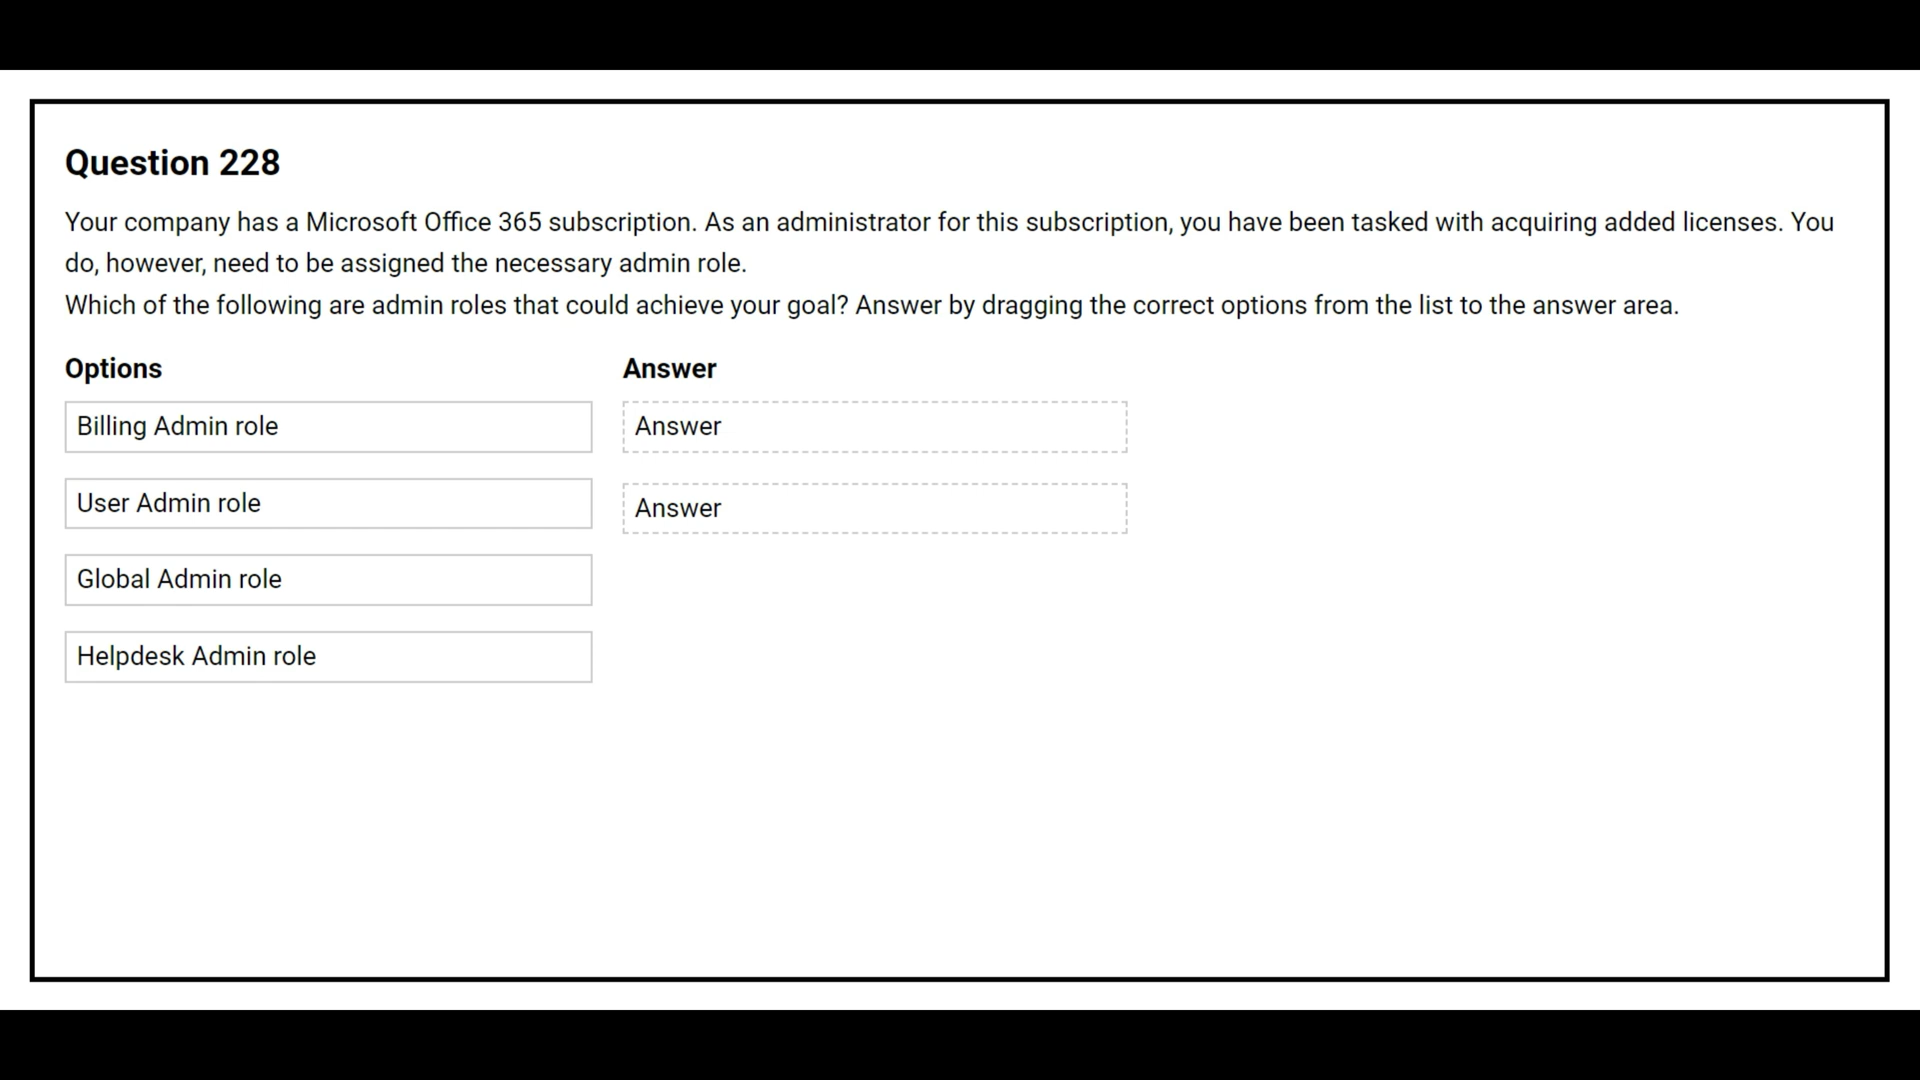 Question 228
Your company has a Microsoft Office 365 subscription. As an administrator for this subscription, you have been tasked with acquiring added licenses. You
do, however, need to be assigned the necessary admin role.
Which of the following are admin roles that could achieve your goal? Answer by dragging the correct options from the list to the answer area.
Options
Answer
Billing Admin role
Answer
User Admin role
Answer
Global Admin role
Helpdesk Admin role